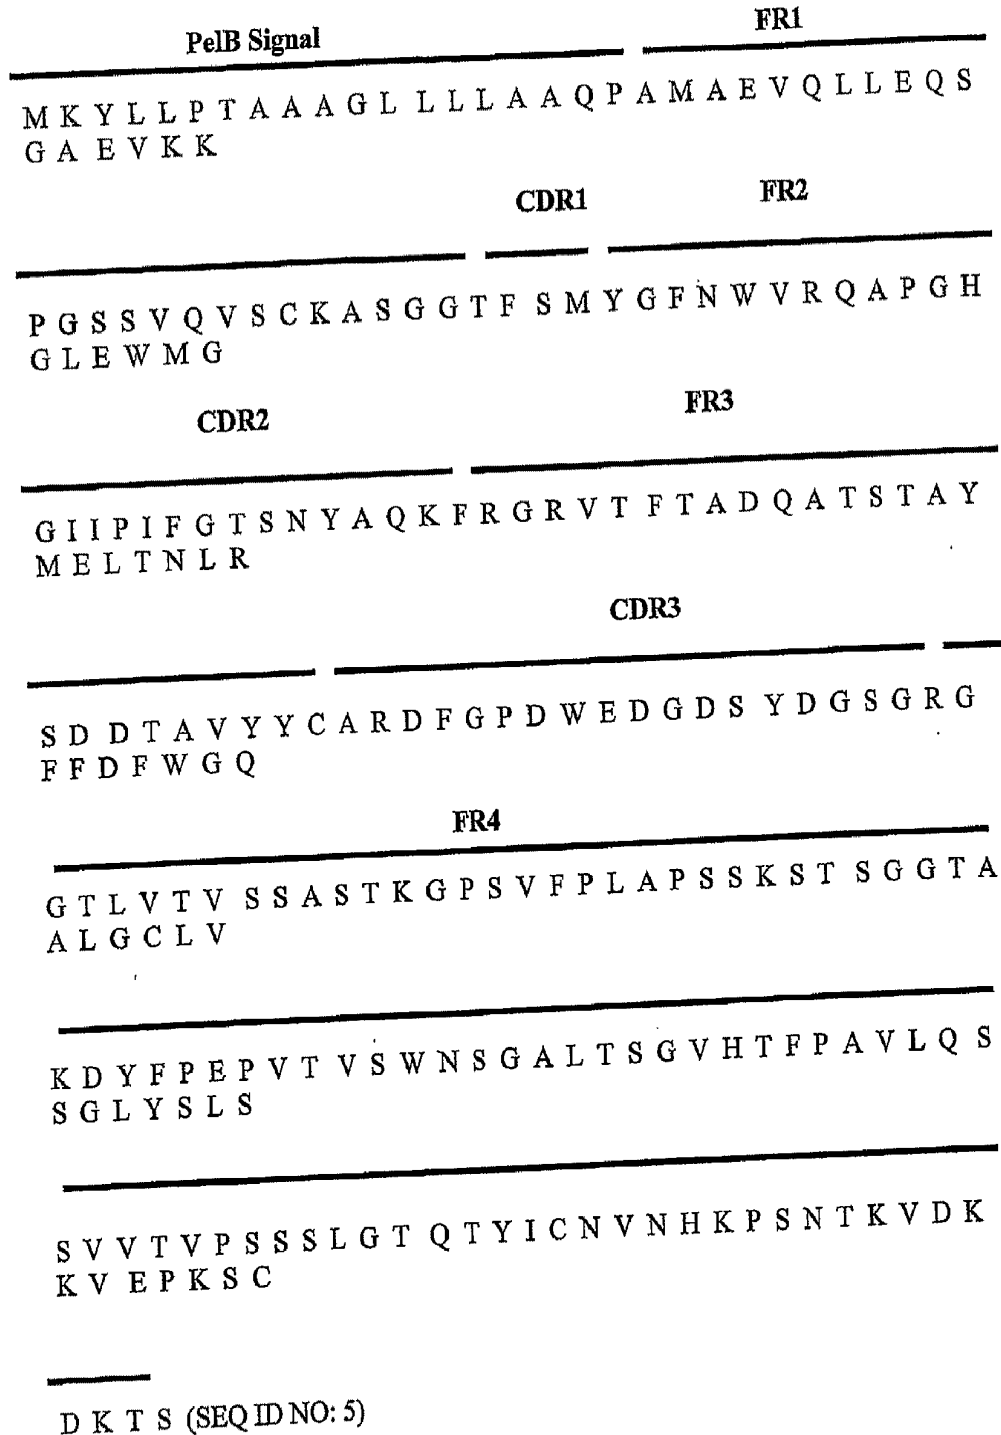 PelB Signal FR1
M K Y L L P T A A A G L L L L A A Q P A M A E V Q L L E Q S
G A E V K K
CDR1 FR2
P G S S V Q V S C K A S G G T F S M Y G F N W V R Q A P G H
G L E W M G
CDR2 FR3
G I I P I F G T S N Y A Q K F R G R V T F T A D Q A T S T A Y
M E L T N L R
CDR3
S D D T A V Y Y C A R D F G P D W E D G D S Y D G S G R G
F F D F W G Q
FR4
G T L V T V S S A S T K G P S V F P L A P S S K S T S G G T A
A L G C L V
K D Y F P E P V T V S W N S G A L T S G V H T F P A V L Q S
S G L Y S L S
S V V T V P S S S L G T Q T Y I C N V N H K P S N T K V D K
K V E P K S C
D K T S (SEQ ID NO: 5)